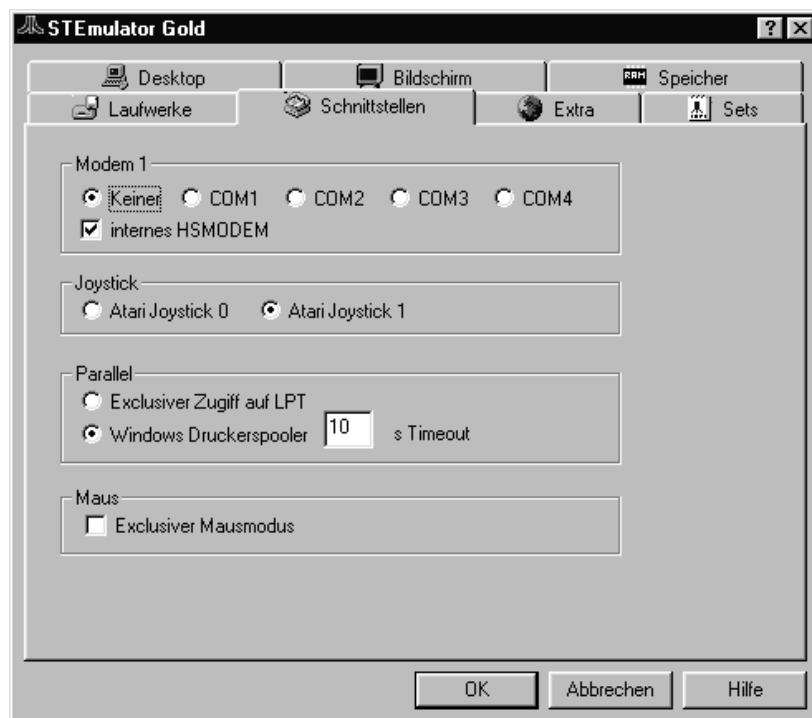 STEmulator Gold
Desktop Bildschirm RAM Speicher
Laufwerke Schnittstellen Extra Sets
Modem 1
Keiner COM1 COM2 COM3 COM4
internes HSMODEM
Joystick
Atari Joystick 0 Atari Joystick 1
Parallel
Exclusiver Zugiff auf LPT
Windows Druckerspooler 10 s Timeout
Maus
Exclusiver Mausmodus
OK Abbrechen Hilfe